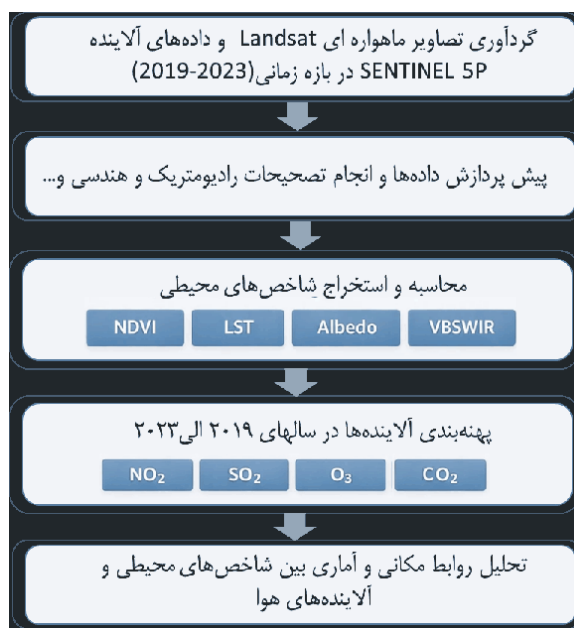 گردآوری تصاویر ماهواره ای Landsat و داده‌های آلاینده
SENTINEL 5P در بازه زمانی(2023-2019)
پیش پردازش داده‌ها و انجام تصحیحات رادیومتریک و هندسی و...
محاسبه و استخراج شاخص‌های محیطی
NDVI LST Albedo VBSWIR
پهنه‌بندی آلاینده‌ها در سالهای ۲۰۱۹ الی۲۰۲۳
NO₂ SO₂ O₃ CO₂
تحلیل روابط مکانی و آماری بین شاخص‌های محیطی و
آلاینده‌های هوا